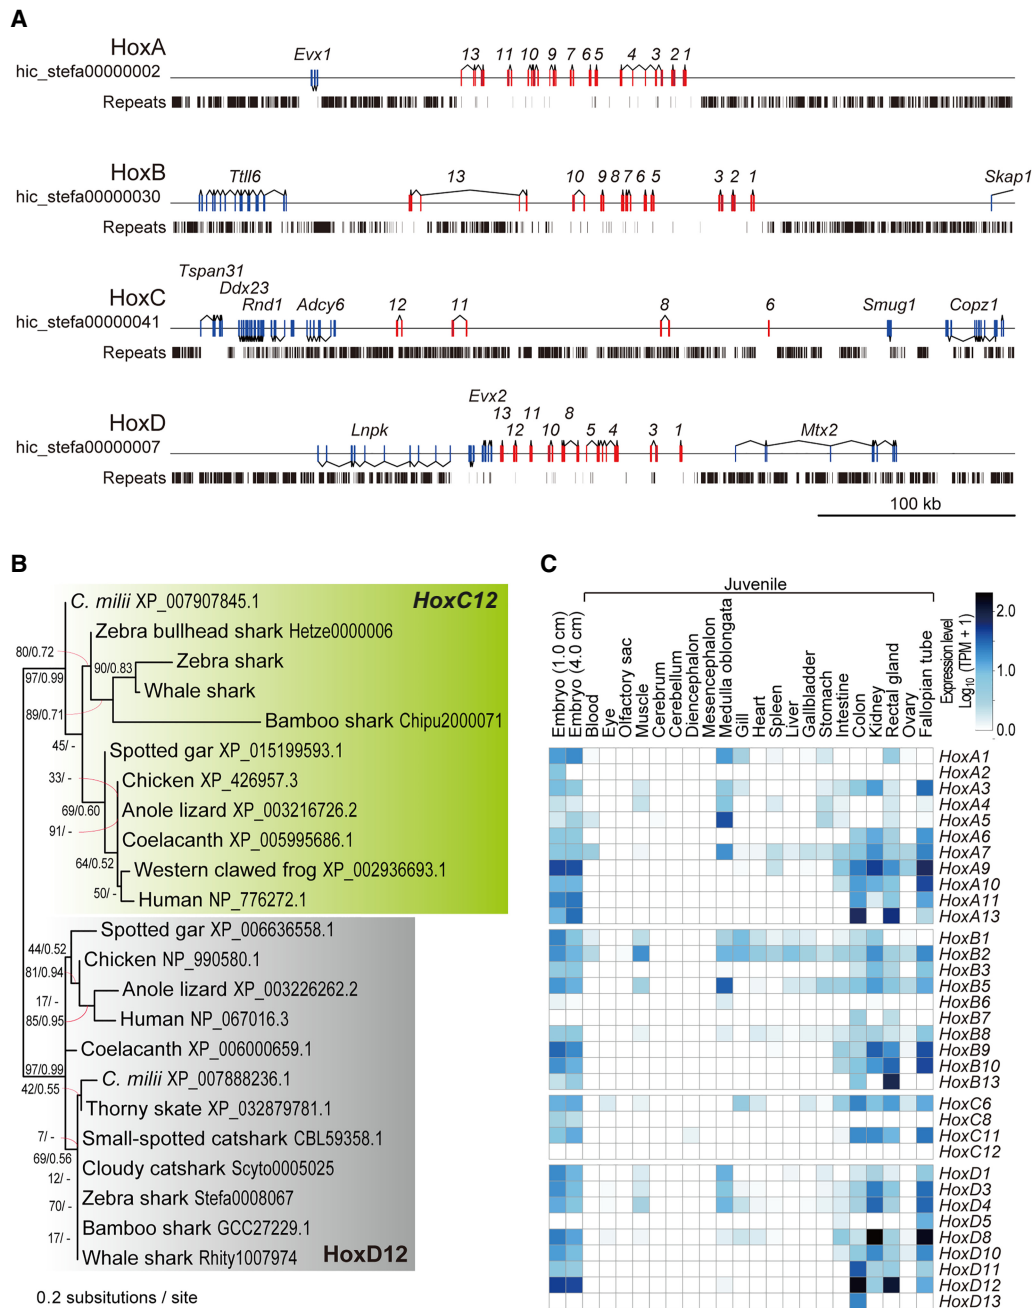 A
HoxA
hic_stefa00000002
Evx1
13 11 10 9 7 6 5 4 3 2 1
Repeats
HoxB
hic_stefa00000030
Ttll6
13 10 9 8 7 6 5 3 2 1
Skap1
Repeats
HoxC
hic_stefa00000041
Tspan31
Ddx23
Rnd1
Adcy6
12 11 8 6
Smug1
Copz1
Repeats
HoxD
hic_stefa00000007
Lnpk
Evx2
13 11 8
12 10 5 4 3 1
Mtx2
Repeats
100 kb
B
HoxC12
C. milii XP_007907845.1
Zebra bullhead shark Hetze0000006
Zebra shark
Whale shark
Bamboo shark Chipu2000071
Spotted gar XP_015199593.1
Chicken XP_426957.3
Anole lizard XP_003216726.2
Coelacanth XP_005995686.1
Western clawed frog XP_002936693.1
Human NP_776272.1
80/0.72
90/0.83
97/0.99
89/0.71
45/ -
33/ -
69/0.60
91/ -
64/0.52
50/ -
Spotted gar XP_006636558.1
Chicken NP_990580.1
Anole lizard XP_003226262.2
Human NP_067016.3
Coelacanth XP_006000659.1
C. milii XP_007888236.1
Thorny skate XP_032879781.1
Small-spotted catshark CBL59358.1
Cloudy catshark Scyto0005025
Zebra shark Stefa0008067
Bamboo shark GCC27229.1
Whale shark Rhity1007974
HoxD12
44/0.52
81/0.94
17/ -
85/0.95
97/0.99
42/0.55
7/ -
69/0.56
12/ -
70/ -
17/ -
0.2 subsitutions / site
C
Juvenile
Embryo (1.0 cm)
Embryo (4.0 cm)
Blood
Eye
Olfactory sac
Muscle
Cerebrum
Cerebellum
Diencephalon
Mesencephalon
Medulla oblongata
Gill
Heart
Spleen
Liver
Gallbladder
Stomach
Intestine
Colon
Kidney
Rectal gland
Ovary
Fallopian tube
Expression level
Log10 (TPM + 1)
2.0
1.0
0.0
HoxA1
HoxA2
HoxA3
HoxA4
HoxA5
HoxA6
HoxA7
HoxA9
HoxA10
HoxA11
HoxA13
HoxB1
HoxB2
HoxB3
HoxB5
HoxB6
HoxB7
HoxB8
HoxB9
HoxB10
HoxB13
HoxC6
HoxC8
HoxC11
HoxC12
HoxD1
HoxD3
HoxD4
HoxD5
HoxD8
HoxD10
HoxD11
HoxD12
HoxD13